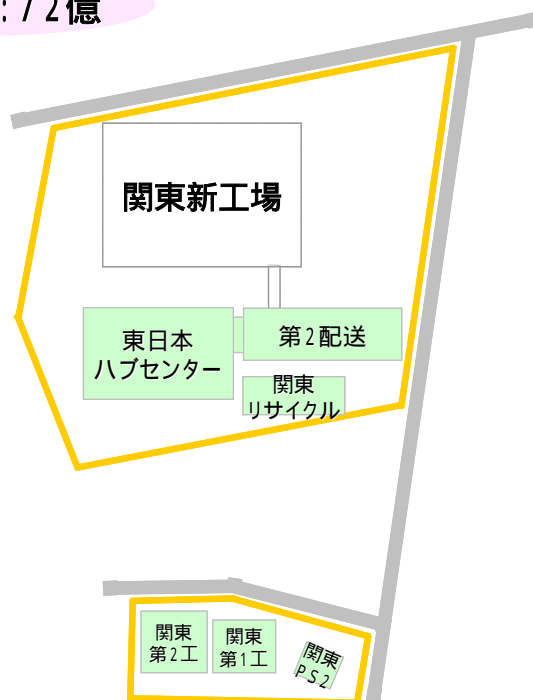 :72億
関東新工場
東日本
ハブセンター
第2配送
関東
リサイクル
関東
第2工
関東
第1工
関東
PS2